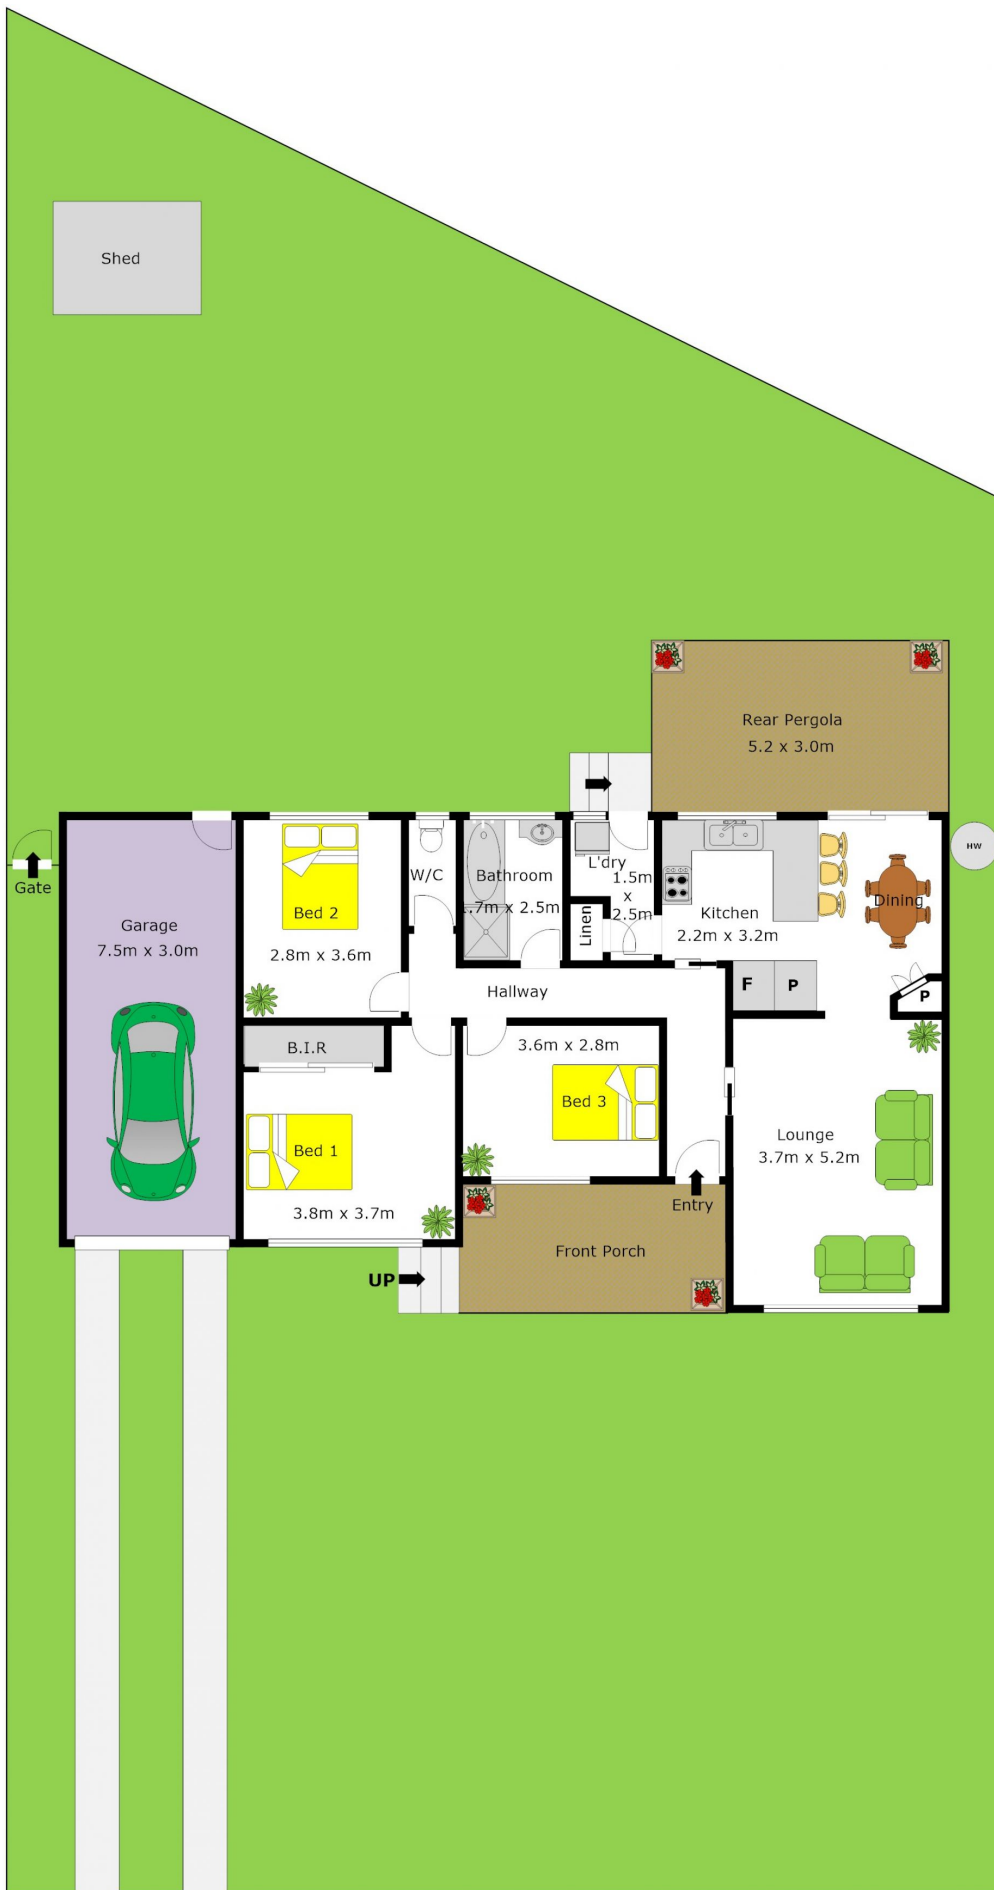 Shed
Rear Pergola
5.2 x 3.0m
HW
Gate
Garage
7.5m x 3.0m
Bed 2
2.8m x 3.6m
W/C
Bathroom
.7m x 2.5m
L'dry
1.5m
x
2.5m
Linen
Kitchen
2.2m x 3.2m
Dining
F
P
P
Hallway
B.I.R
Bed 1
3.8m x 3.7m
3.6m x 2.8m
Bed 3
Lounge
3.7m x 5.2m
Entry
Front Porch
UP